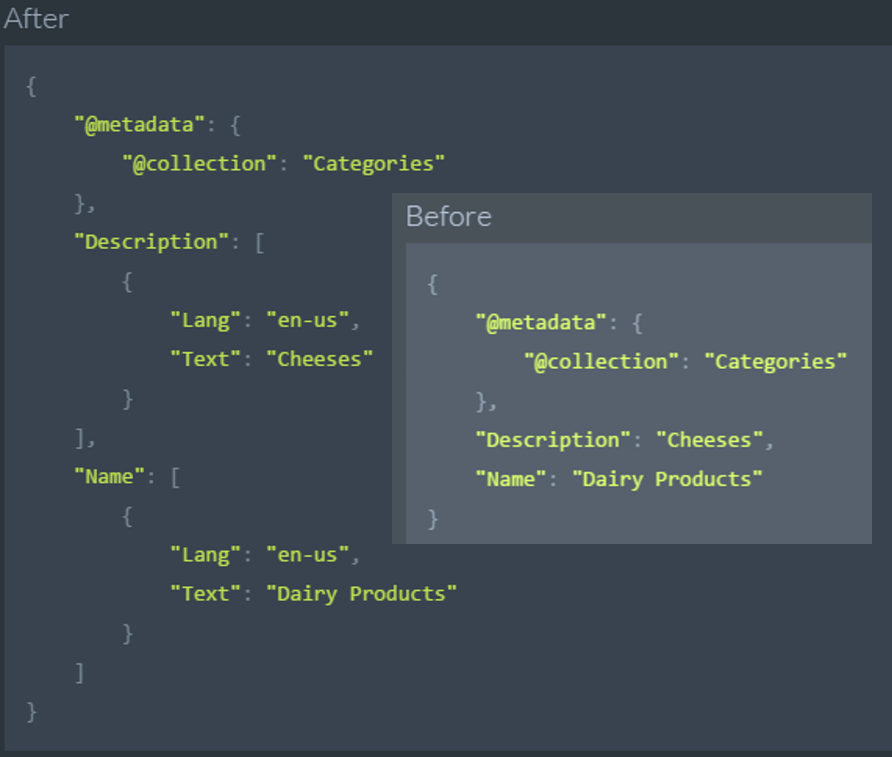 After
{
    "@metadata": {
        "@collection": "Categories"
    },
    "Description": [
        {
            "Lang": "en-us",
            "Text": "Cheeses"
        }
    ],
    "Name": [
        {
            "Lang": "en-us",
            "Text": "Dairy Products"
        }
    ]
}
Before
{
    "@metadata": {
        "@collection": "Categories"
    },
    "Description": "Cheeses",
    "Name": "Dairy Products"
}